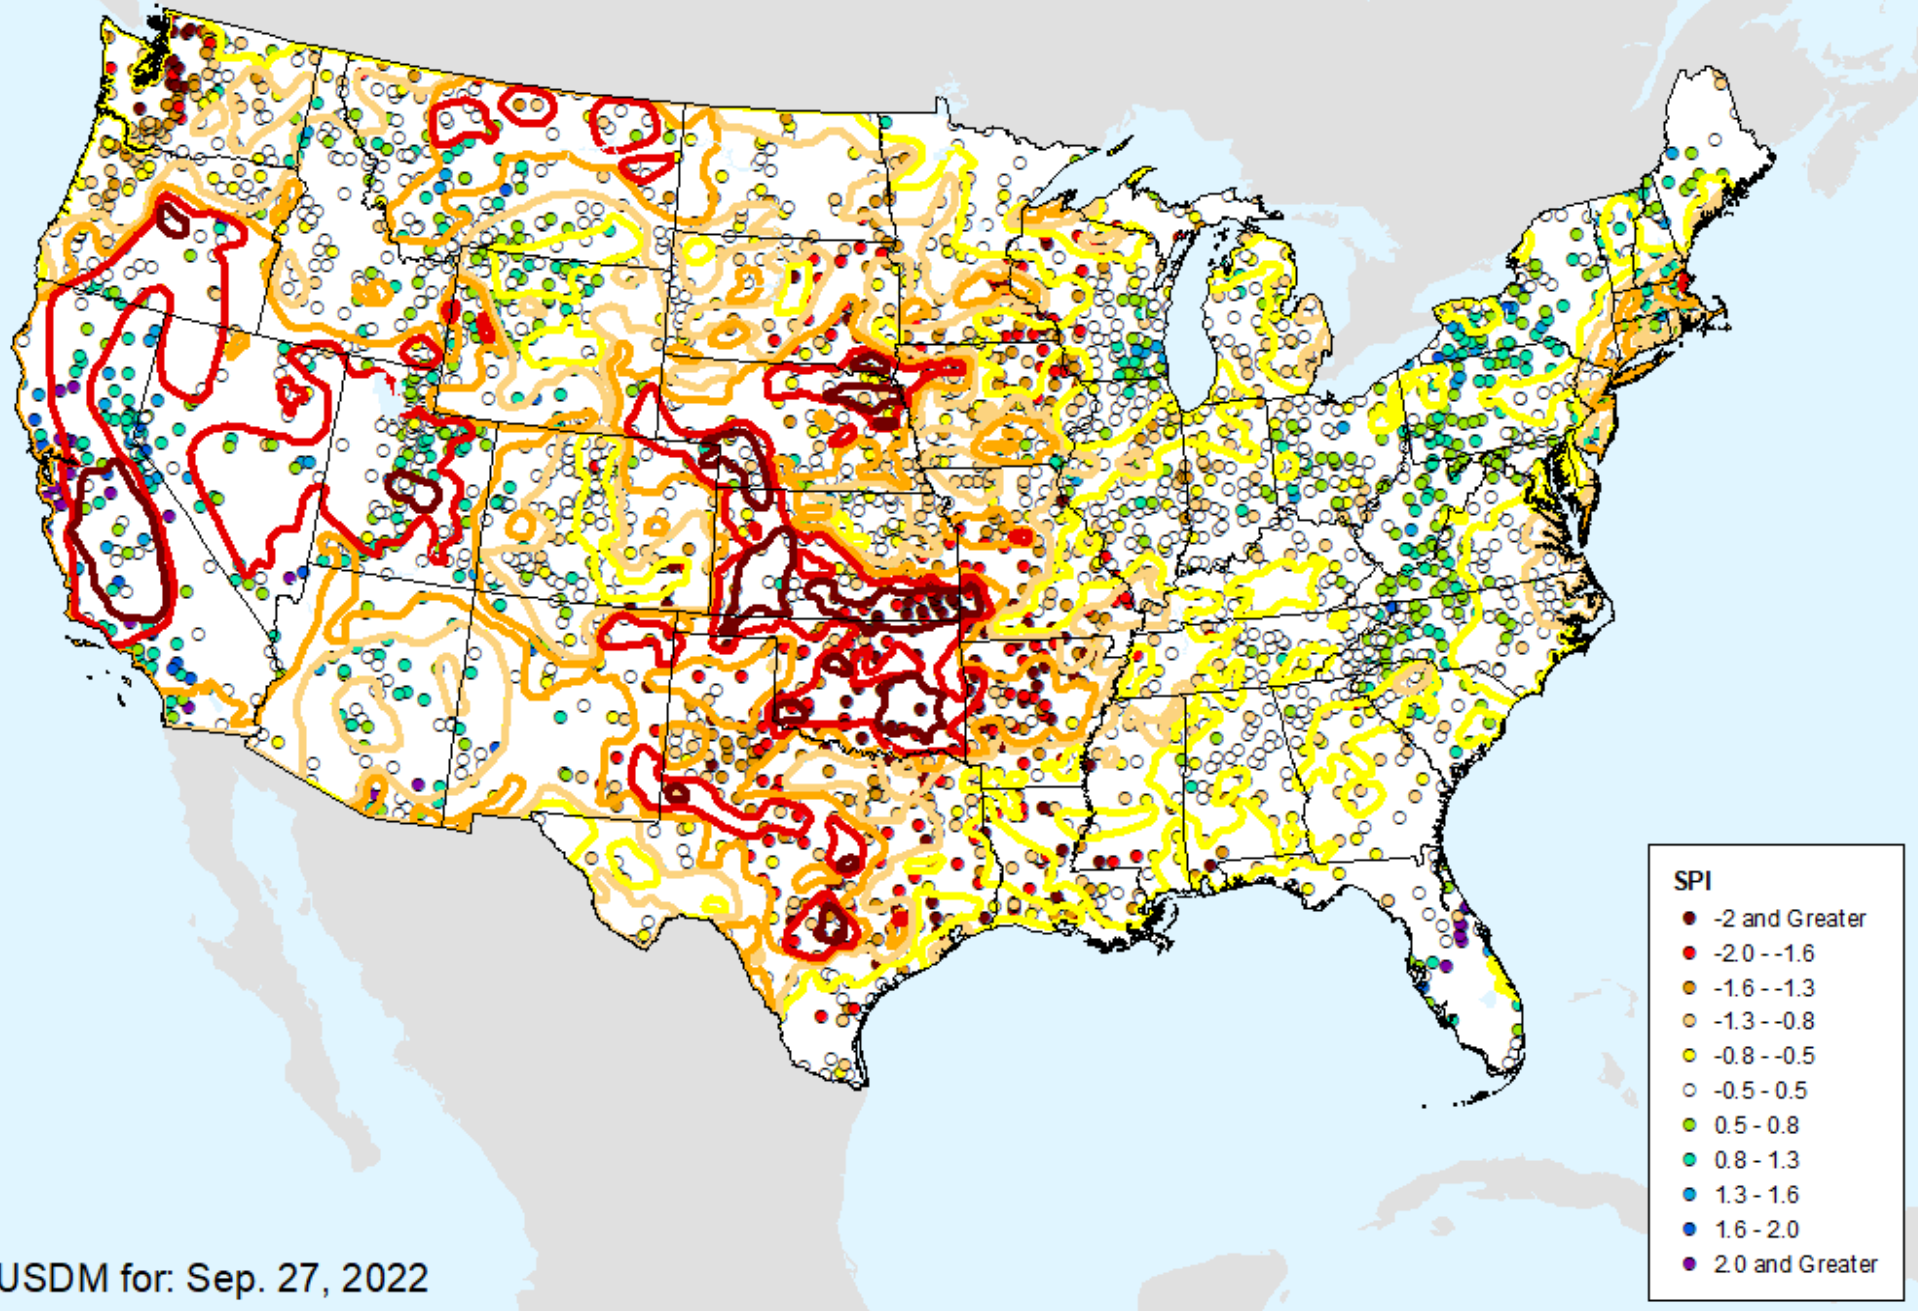 SPI
-2 and Greater
-2.0 - -1.6
-1.6 - -1.3
-1.3 - -0.8
-0.8 - -0.5
-0.5 - 0.5
0.5 - 0.8
0.8 - 1.3
1.3 - 1.6
1.6 - 2.0
2.0 and Greater
USDM for: Sep. 27, 2022